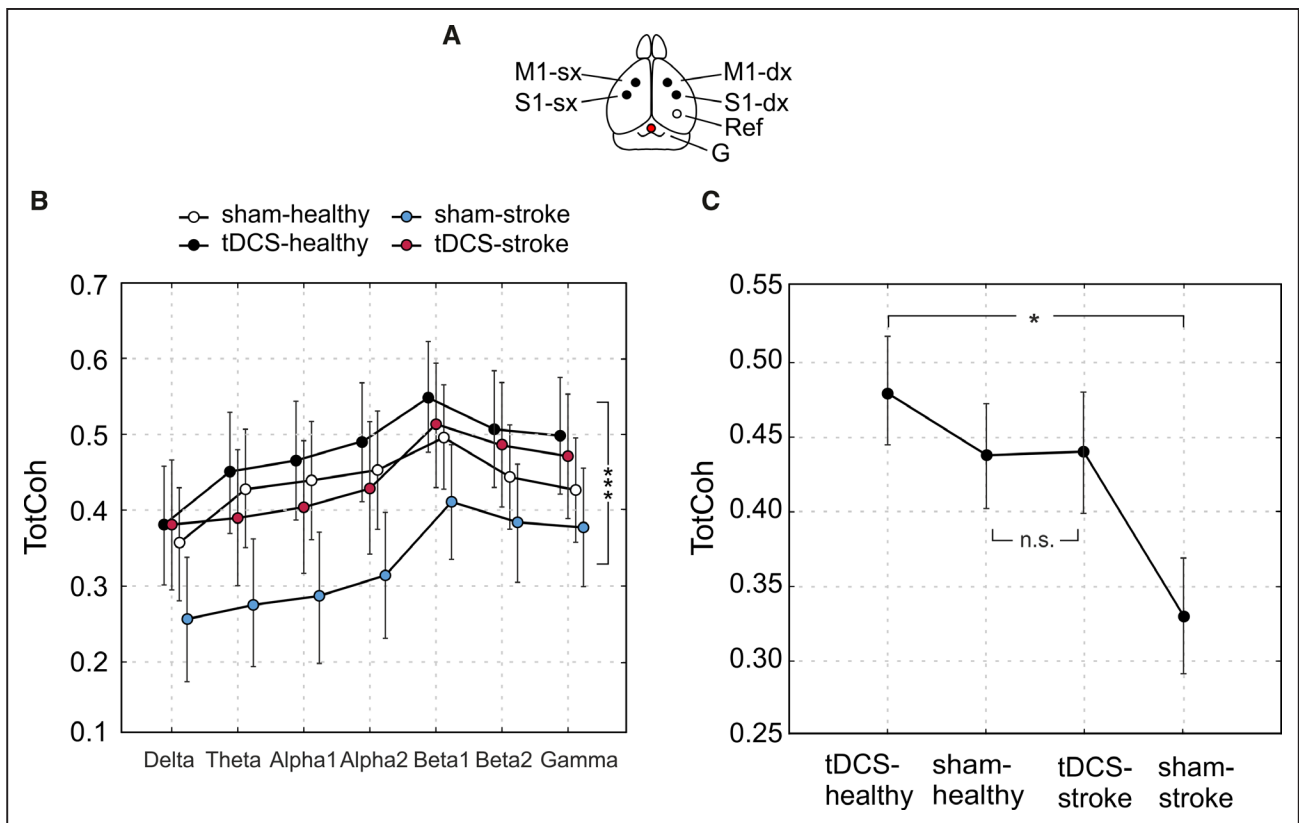 A
M1-sx
M1-dx
S1-sx
S1-dx
Ref
G
B
sham-healthy
sham-stroke
tDCS-healthy
tDCS-stroke
0.7
0.6
0.5
0.4
0.3
0.2
0.1
TotCoh
***
Delta Theta Alpha1 Alpha2 Beta1 Beta2 Gamma
C
0.55
0.50
0.45
0.40
0.35
0.30
0.25
TotCoh
*
n.s.
tDCS-
healthy
sham-
healthy
tDCS-
stroke
sham-
stroke